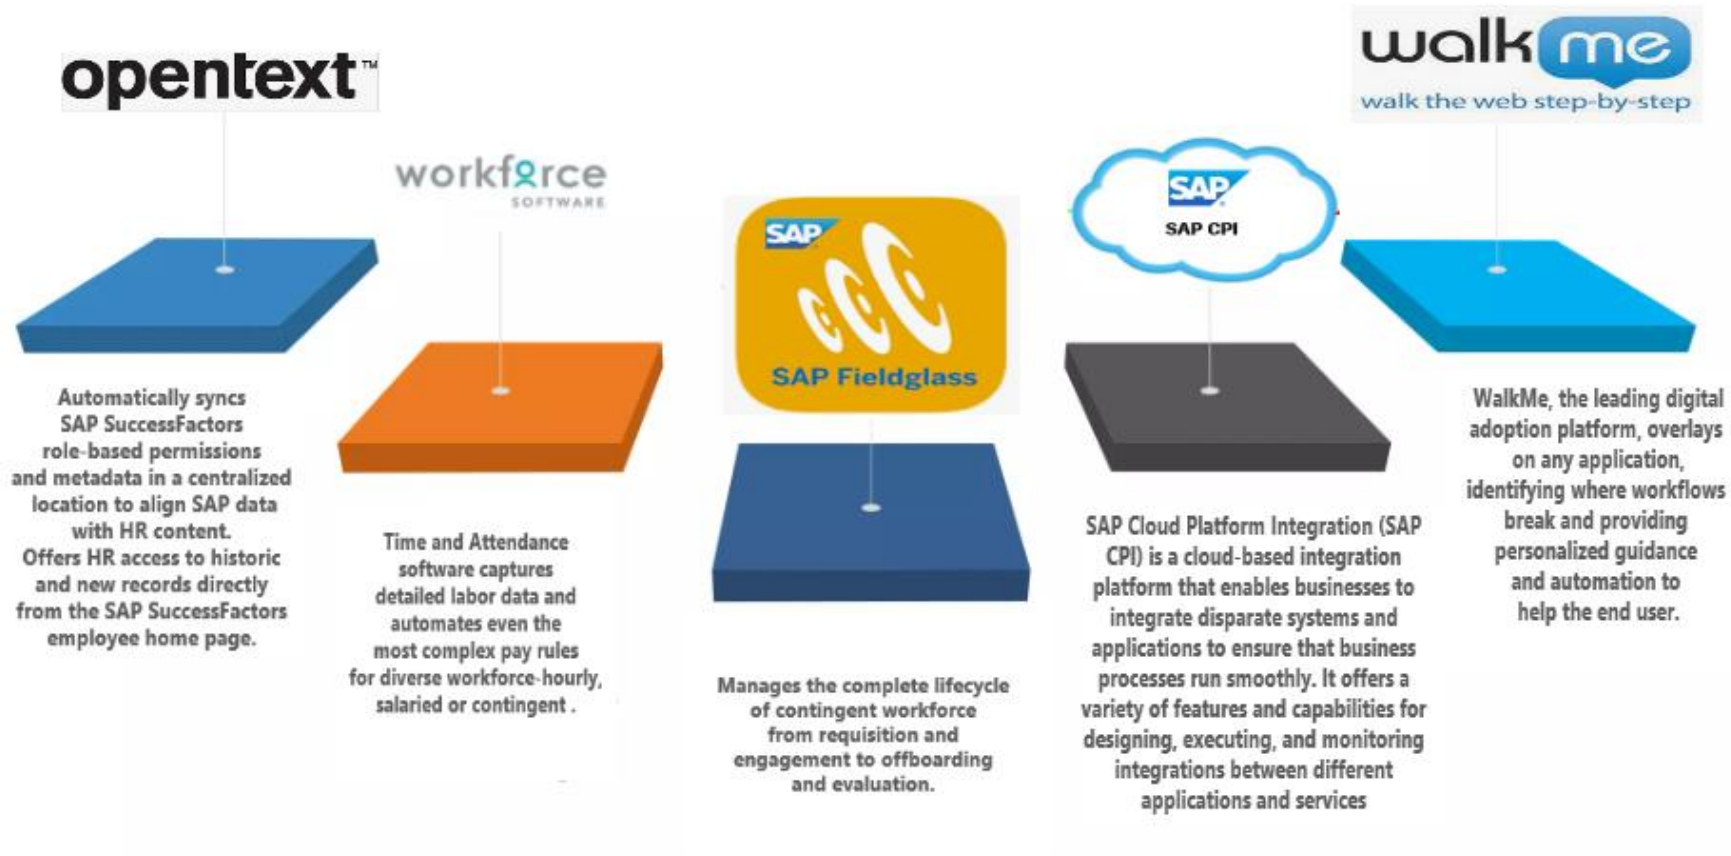 opentext™
Automatically syncs
SAP SuccessFactors
role-based permissions
and metadata in a centralized
location to align SAP data
with HR content.
Offers HR access to historic
and new records directly
from the SAP SuccessFactors
employee home page.
workforce
SOFTWARE
Time and Attendance
software captures
detailed labor data and
automates even the
most complex pay rules
for diverse workforce-hourly,
salaried or contingent .
SAP
SAP Fieldglass
Manages the complete lifecycle
of contingent workforce
from requisition and
engagement to offboarding
and evaluation.
SAP
SAP CPI
SAP Cloud Platform Integration (SAP
CPI) is a cloud-based integration
platform that enables businesses to
integrate disparate systems and
applications to ensure that business
processes run smoothly. It offers a
variety of features and capabilities for
designing, executing, and monitoring
integrations between different
applications and services
walk me
walk the web step-by-step
WalkMe, the leading digital
adoption platform, overlays
on any application,
identifying where workflows
break and providing
personalized guidance
and automation to
help the end user.